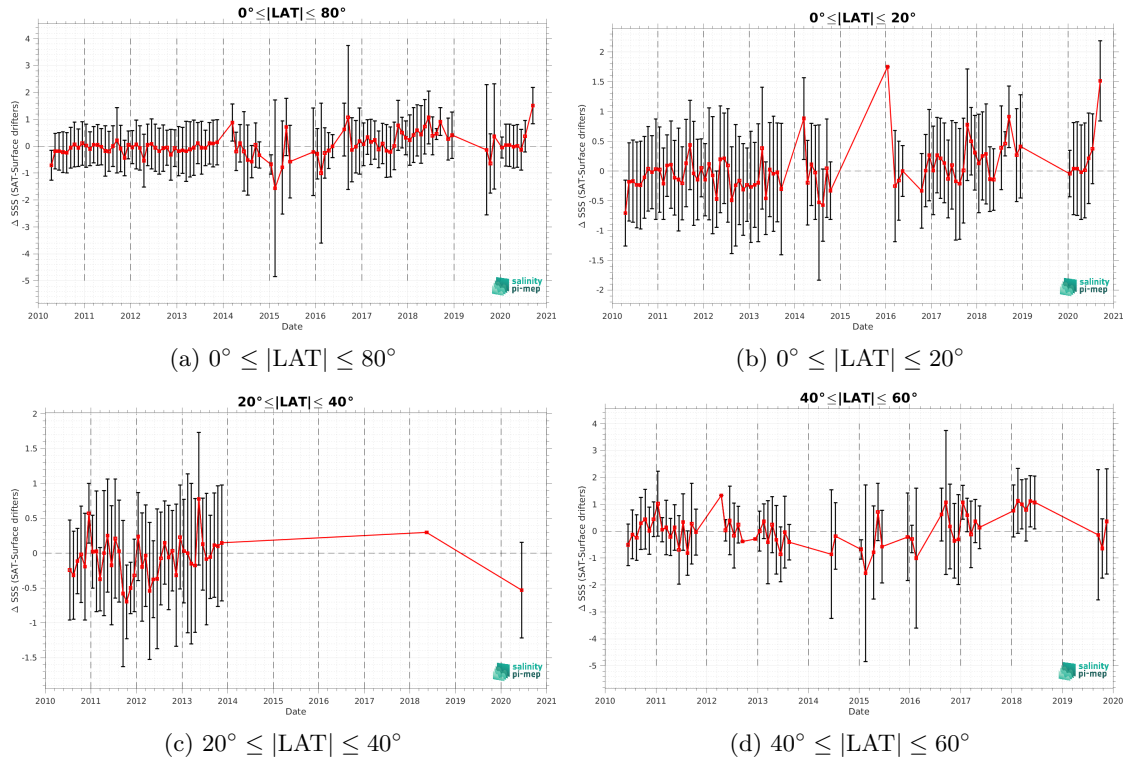 0°≤|LAT|≤ 80°
Δ SSS (SAT-Surface drifters)
4
3
2
1
0
-1
-2
-3
-4
-5
2010 2011 2012 2013 2014 2015 2016 2017 2018 2019 2020 2021
Date
salinity
pi-mep
(a) 0° ≤ |LAT| ≤ 80°
0°≤|LAT|≤ 20°
Δ SSS (SAT-Surface drifters)
2
1.5
1
0.5
0
-0.5
-1
-1.5
-2
2010 2011 2012 2013 2014 2015 2016 2017 2018 2019 2020 2021
Date
salinity
pi-mep
(b) 0° ≤ |LAT| ≤ 20°
20°≤|LAT|≤ 40°
Δ SSS (SAT-Surface drifters)
2
1.5
1
0.5
0
-0.5
-1
-1.5
2010 2011 2012 2013 2014 2015 2016 2017 2018 2019 2020 2021
Date
salinity
pi-mep
(c) 20° ≤ |LAT| ≤ 40°
40°≤|LAT|≤ 60°
Δ SSS (SAT-Surface drifters)
4
3
2
1
0
-1
-2
-3
-4
-5
2010 2011 2012 2013 2014 2015 2016 2017 2018 2019 2020
Date
salinity
pi-mep
(d) 40° ≤ |LAT| ≤ 60°